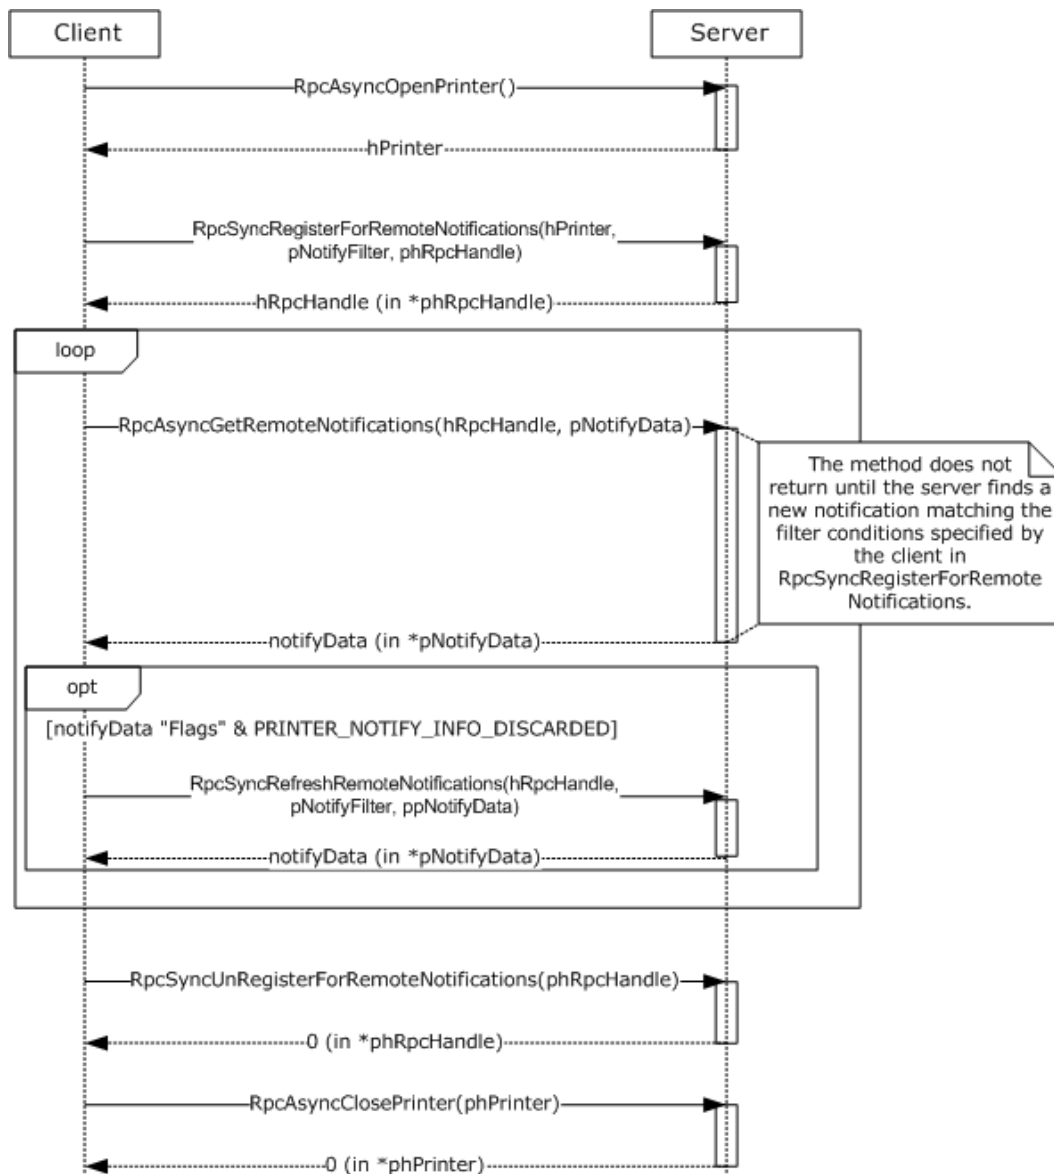 Client
Server
RpcAsyncOpenPrinter()
hPrinter
RpcSyncRegisterForRemoteNotifications(hPrinter,
pNotifyFilter, phRpcHandle)
hRpcHandle (in *phRpcHandle)
loop
RpcAsyncGetRemoteNotifications(hRpcHandle, pNotifyData)
The method does not
return until the server finds a
new notification matching the
filter conditions specified by
the client in
RpcSyncRegisterForRemote
Notifications.
notifyData (in *pNotifyData)
opt
[notifyData "Flags" & PRINTER_NOTIFY_INFO_DISCARDED]
RpcSyncRefreshRemoteNotifications(hRpcHandle,
pNotifyFilter, ppNotifyData)
notifyData (in *pNotifyData)
RpcSyncUnRegisterForRemoteNotifications(phRpcHandle)
0 (in *phRpcHandle)
RpcAsyncClosePrinter(phPrinter)
0 (in *phPrinter)